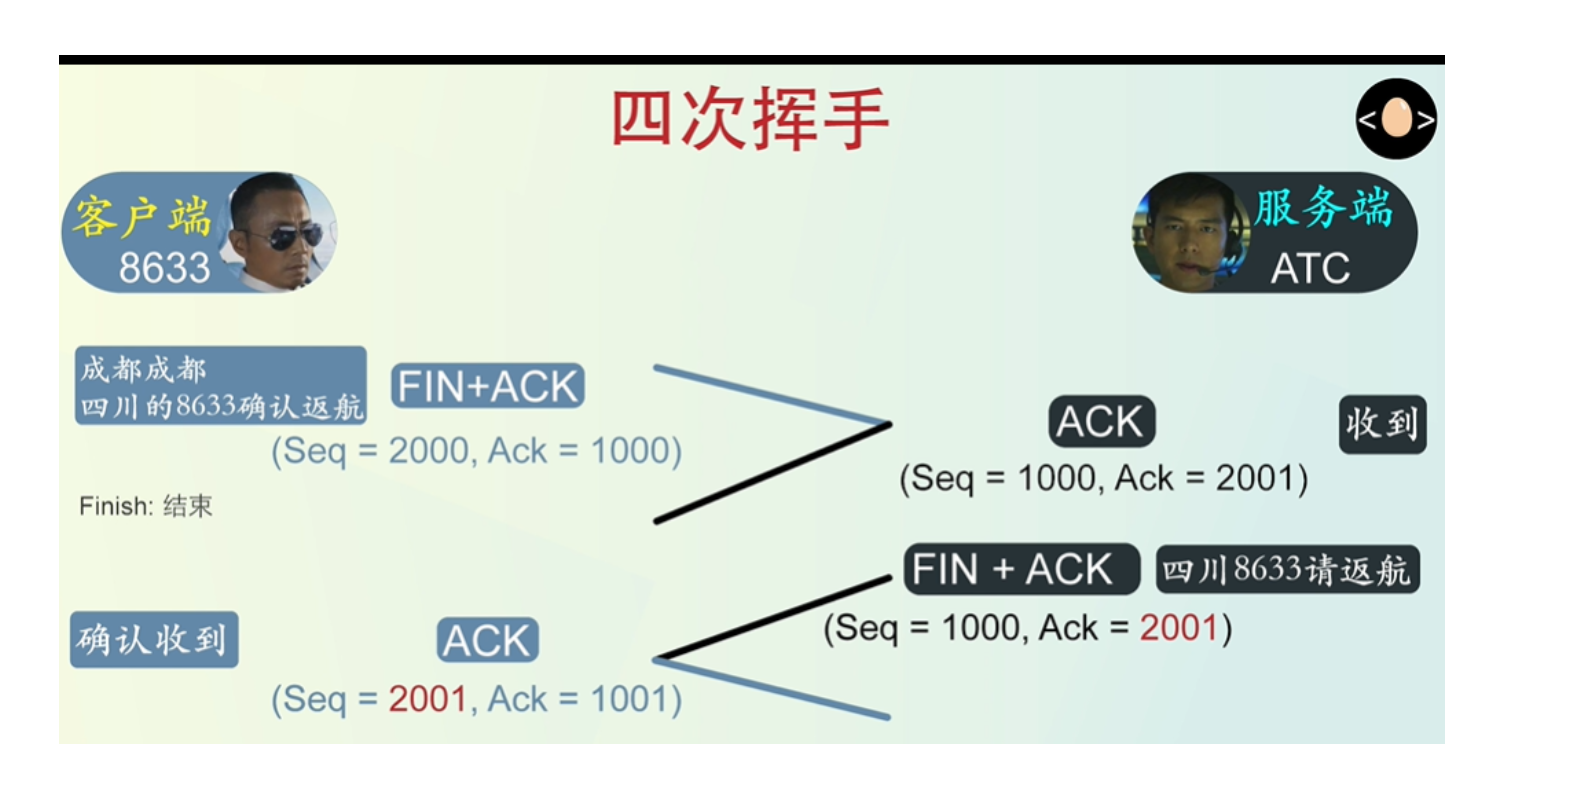 四次挥手
< >
客户端
8633
服务端
ATC
成都成都
四川的8633确认返航
FIN+ACK
(Seq = 2000, Ack = 1000)
ACK
收到
(Seq = 1000, Ack = 2001)
Finish: 结束
FIN + ACK
四川8633请返航
(Seq = 1000, Ack = 2001)
确认收到
ACK
(Seq = 2001, Ack = 1001)